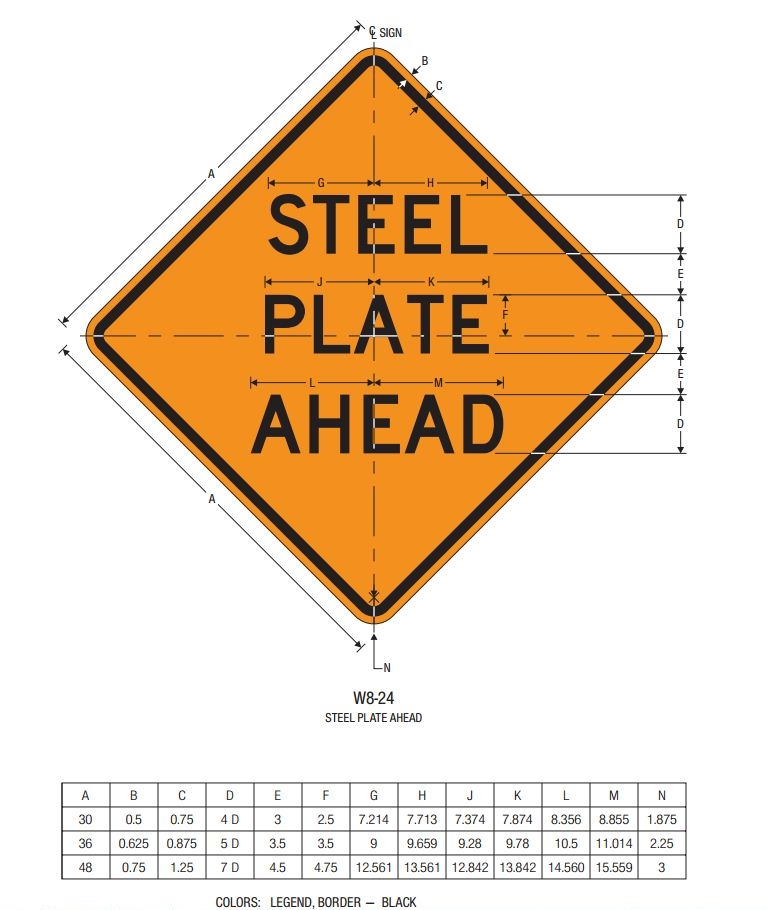 ℄ SIGN
B
C
A
G H
STEEL
D
E
J K
PLATE
F
D
E
L M
AHEAD
D
A
N
W8-24
STEEL PLATE AHEAD
A B C D E F G H J K L M N
30 0.5 0.75 4 D 3 2.5 7.214 7.713 7.374 7.874 8.356 8.855 1.875
36 0.625 0.875 5 D 3.5 3.5 9 9.659 9.28 9.78 10.5 11.014 2.25
48 0.75 1.25 7 D 4.5 4.75 12.561 13.561 12.842 13.842 14.560 15.559 3
COLORS: LEGEND, BORDER — BLACK